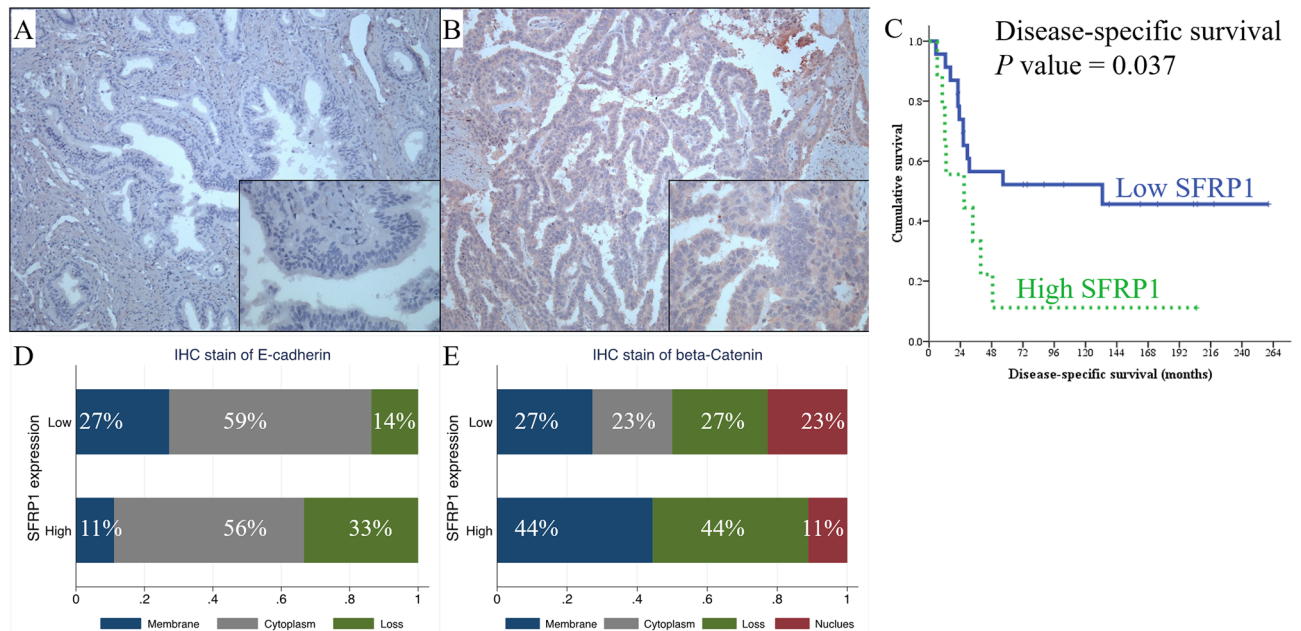 A
B
C
Disease-specific survival
P value = 0.037
1.0
0.8
0.6
0.4
0.2
0.0
Cumulative survival
Low SFRP1
High SFRP1
0 24 48 72 96 120 144 168 192 216 240 264
Disease-specific survival (months)
D
IHC stain of E-cadherin
SFRP1 expression
Low
27% 59% 14%
High
11% 56% 33%
0 .2 .4 .6 .8 1
Membrane Cytoplasm Loss
E
IHC stain of beta-Catenin
SFRP1 expression
Low
27% 23% 27% 23%
High
44% 44% 11%
0 .2 .4 .6 .8 1
Membrane Cytoplasm Loss Nuclues